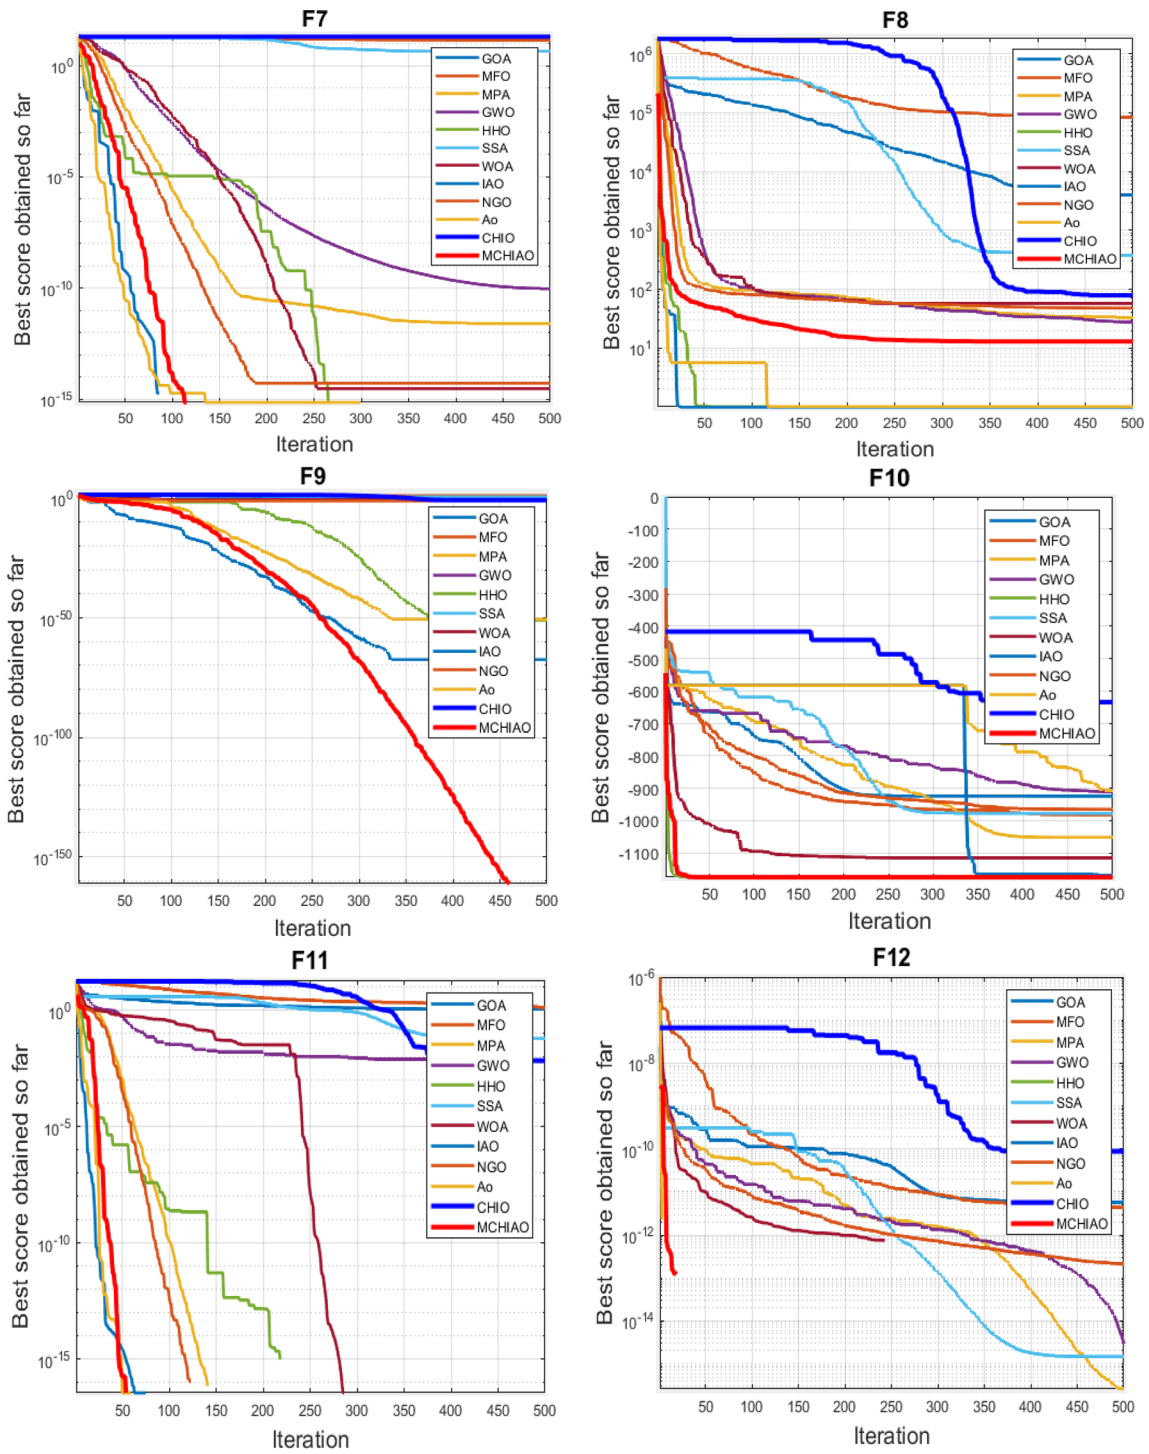 F7
Best score obtained so far
10^0
10^-5
10^-10
10^-15
50 100 150 200 250 300 350 400 450 500
Iteration
GOA
MFO
MPA
GWO
HHO
SSA
WOA
IAO
NGO
Ao
CHIO
MCHIAO
F8
Best score obtained so far
10^6
10^5
10^4
10^3
10^2
10^1
50 100 150 200 250 300 350 400 450 500
Iteration
GOA
MFO
MPA
GWO
HHO
SSA
WOA
IAO
NGO
Ao
CHIO
MCHIAO
F9
Best score obtained so far
10^0
10^-50
10^-100
10^-150
50 100 150 200 250 300 350 400 450 500
Iteration
GOA
MFO
MPA
GWO
HHO
SSA
WOA
IAO
NGO
Ao
CHIO
MCHIAO
F10
Best score obtained so far
0
-100
-200
-300
-400
-500
-600
-700
-800
-900
-1000
-1100
50 100 150 200 250 300 350 400 450 500
Iteration
GOA
MFO
MPA
GWO
HHO
SSA
WOA
IAO
NGO
Ao
CHIO
MCHIAO
F11
Best score obtained so far
10^0
10^-5
10^-10
10^-15
50 100 150 200 250 300 350 400 450 500
Iteration
GOA
MFO
MPA
GWO
HHO
SSA
WOA
IAO
NGO
Ao
CHIO
MCHIAO
F12
Best score obtained so far
10^-6
10^-8
10^-10
10^-12
10^-14
50 100 150 200 250 300 350 400 450 500
Iteration
GOA
MFO
MPA
GWO
HHO
SSA
WOA
IAO
NGO
Ao
CHIO
MCHIAO